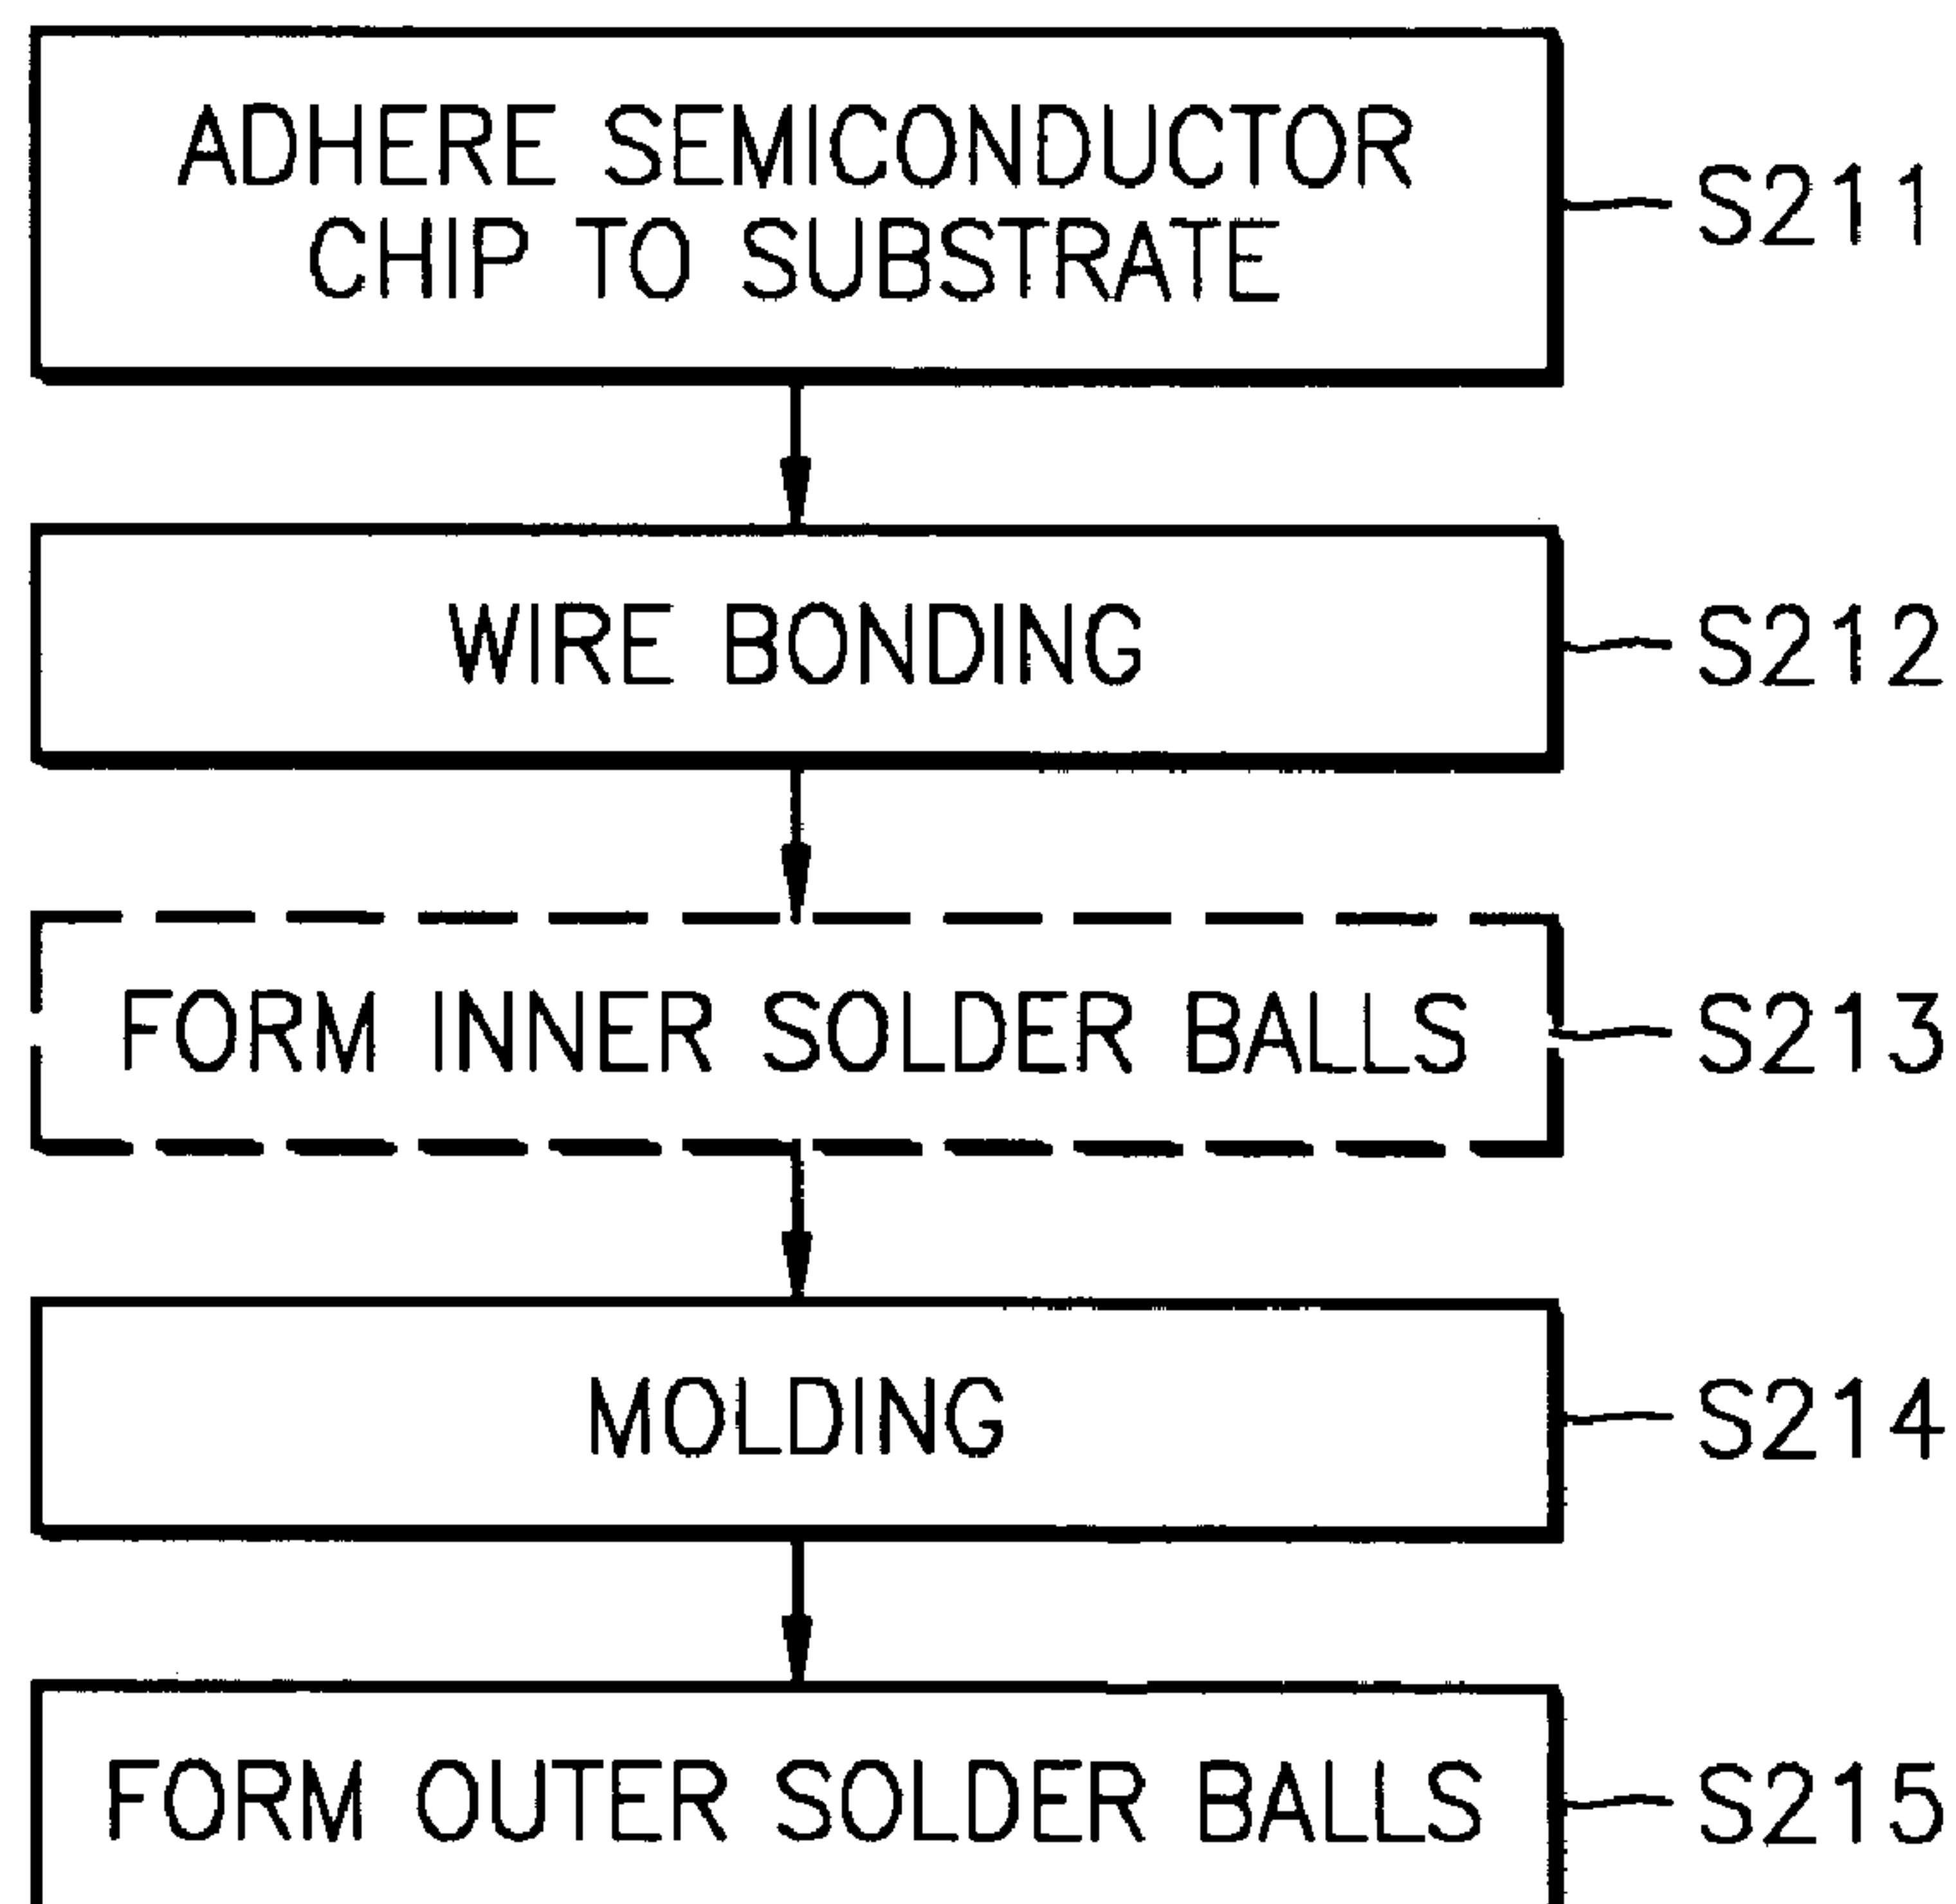 ADHERE SEMICONDUCTOR
CHIP TO SUBSTRATE
S211
WIRE BONDING
S212
FORM INNER SOLDER BALLS
S213
MOLDING
S214
FORM OUTER SOLDER BALLS
S215